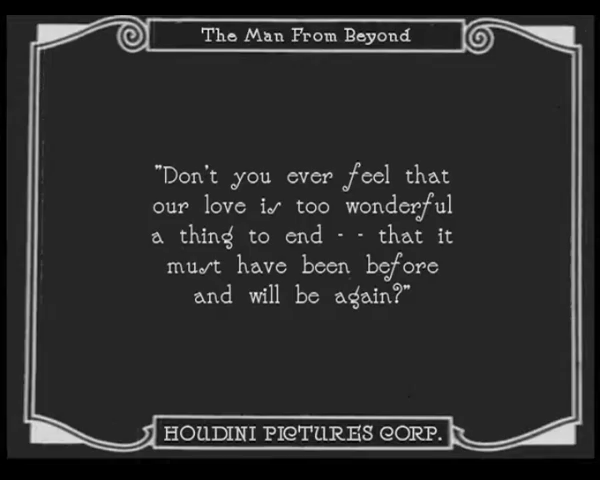 The Man From Beyond
"Don't you ever feel that
our love is too wonderful
a thing to end - - that it
must have been before
and will be again?"
HOUDINI PICTURES CORP.